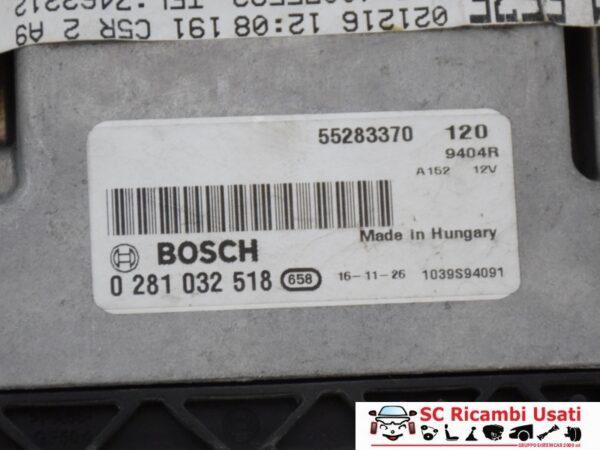 021216 12:08 191 C5R 2 A9
55283370 120
9404R
A152 12V
Made in Hungary
BOSCH
0 281 032 518 658 16-11-26 1039S94091
SC Ricambi Usati